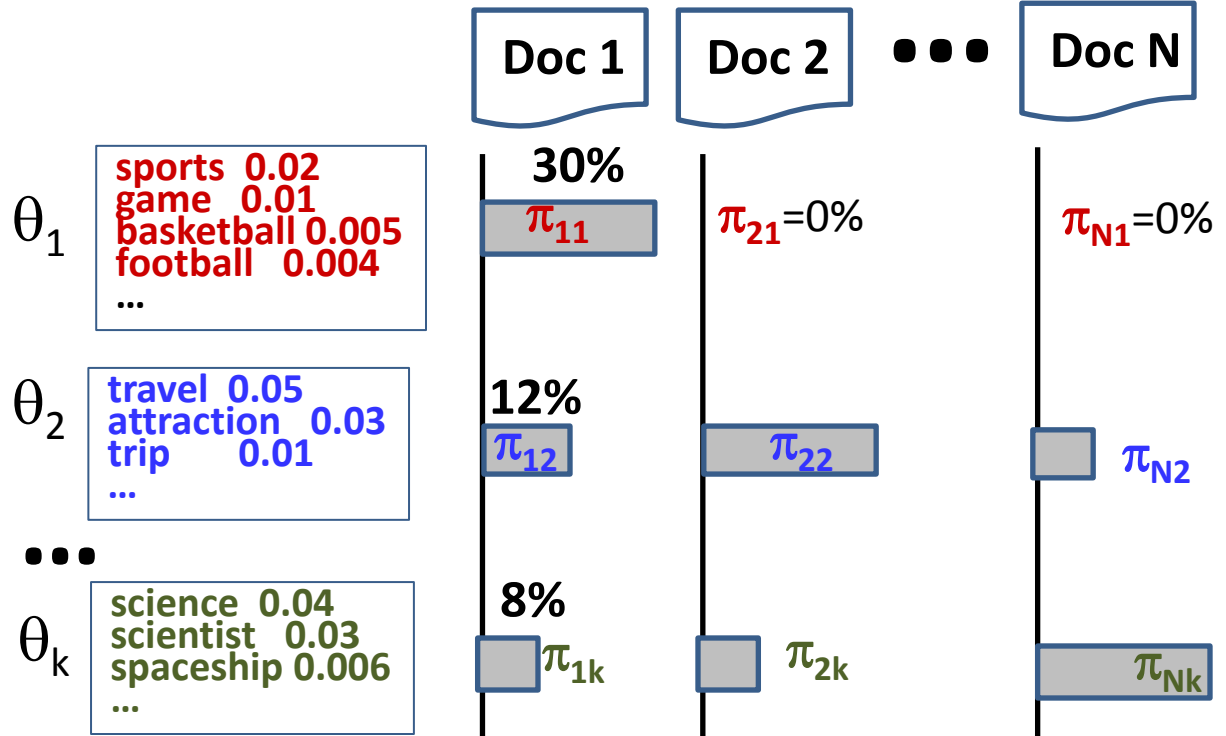 Doc 1
Doc 2
•••
Doc N
θ1
sports 0.02
game 0.01
basketball 0.005
football 0.004
...
30%
π11
π21=0%
πN1=0%
θ2
travel 0.05
attraction 0.03
trip 0.01
...
12%
π12
π22
πN2
•••
θk
science 0.04
scientist 0.03
spaceship 0.006
...
8%
π1k
π2k
πNk